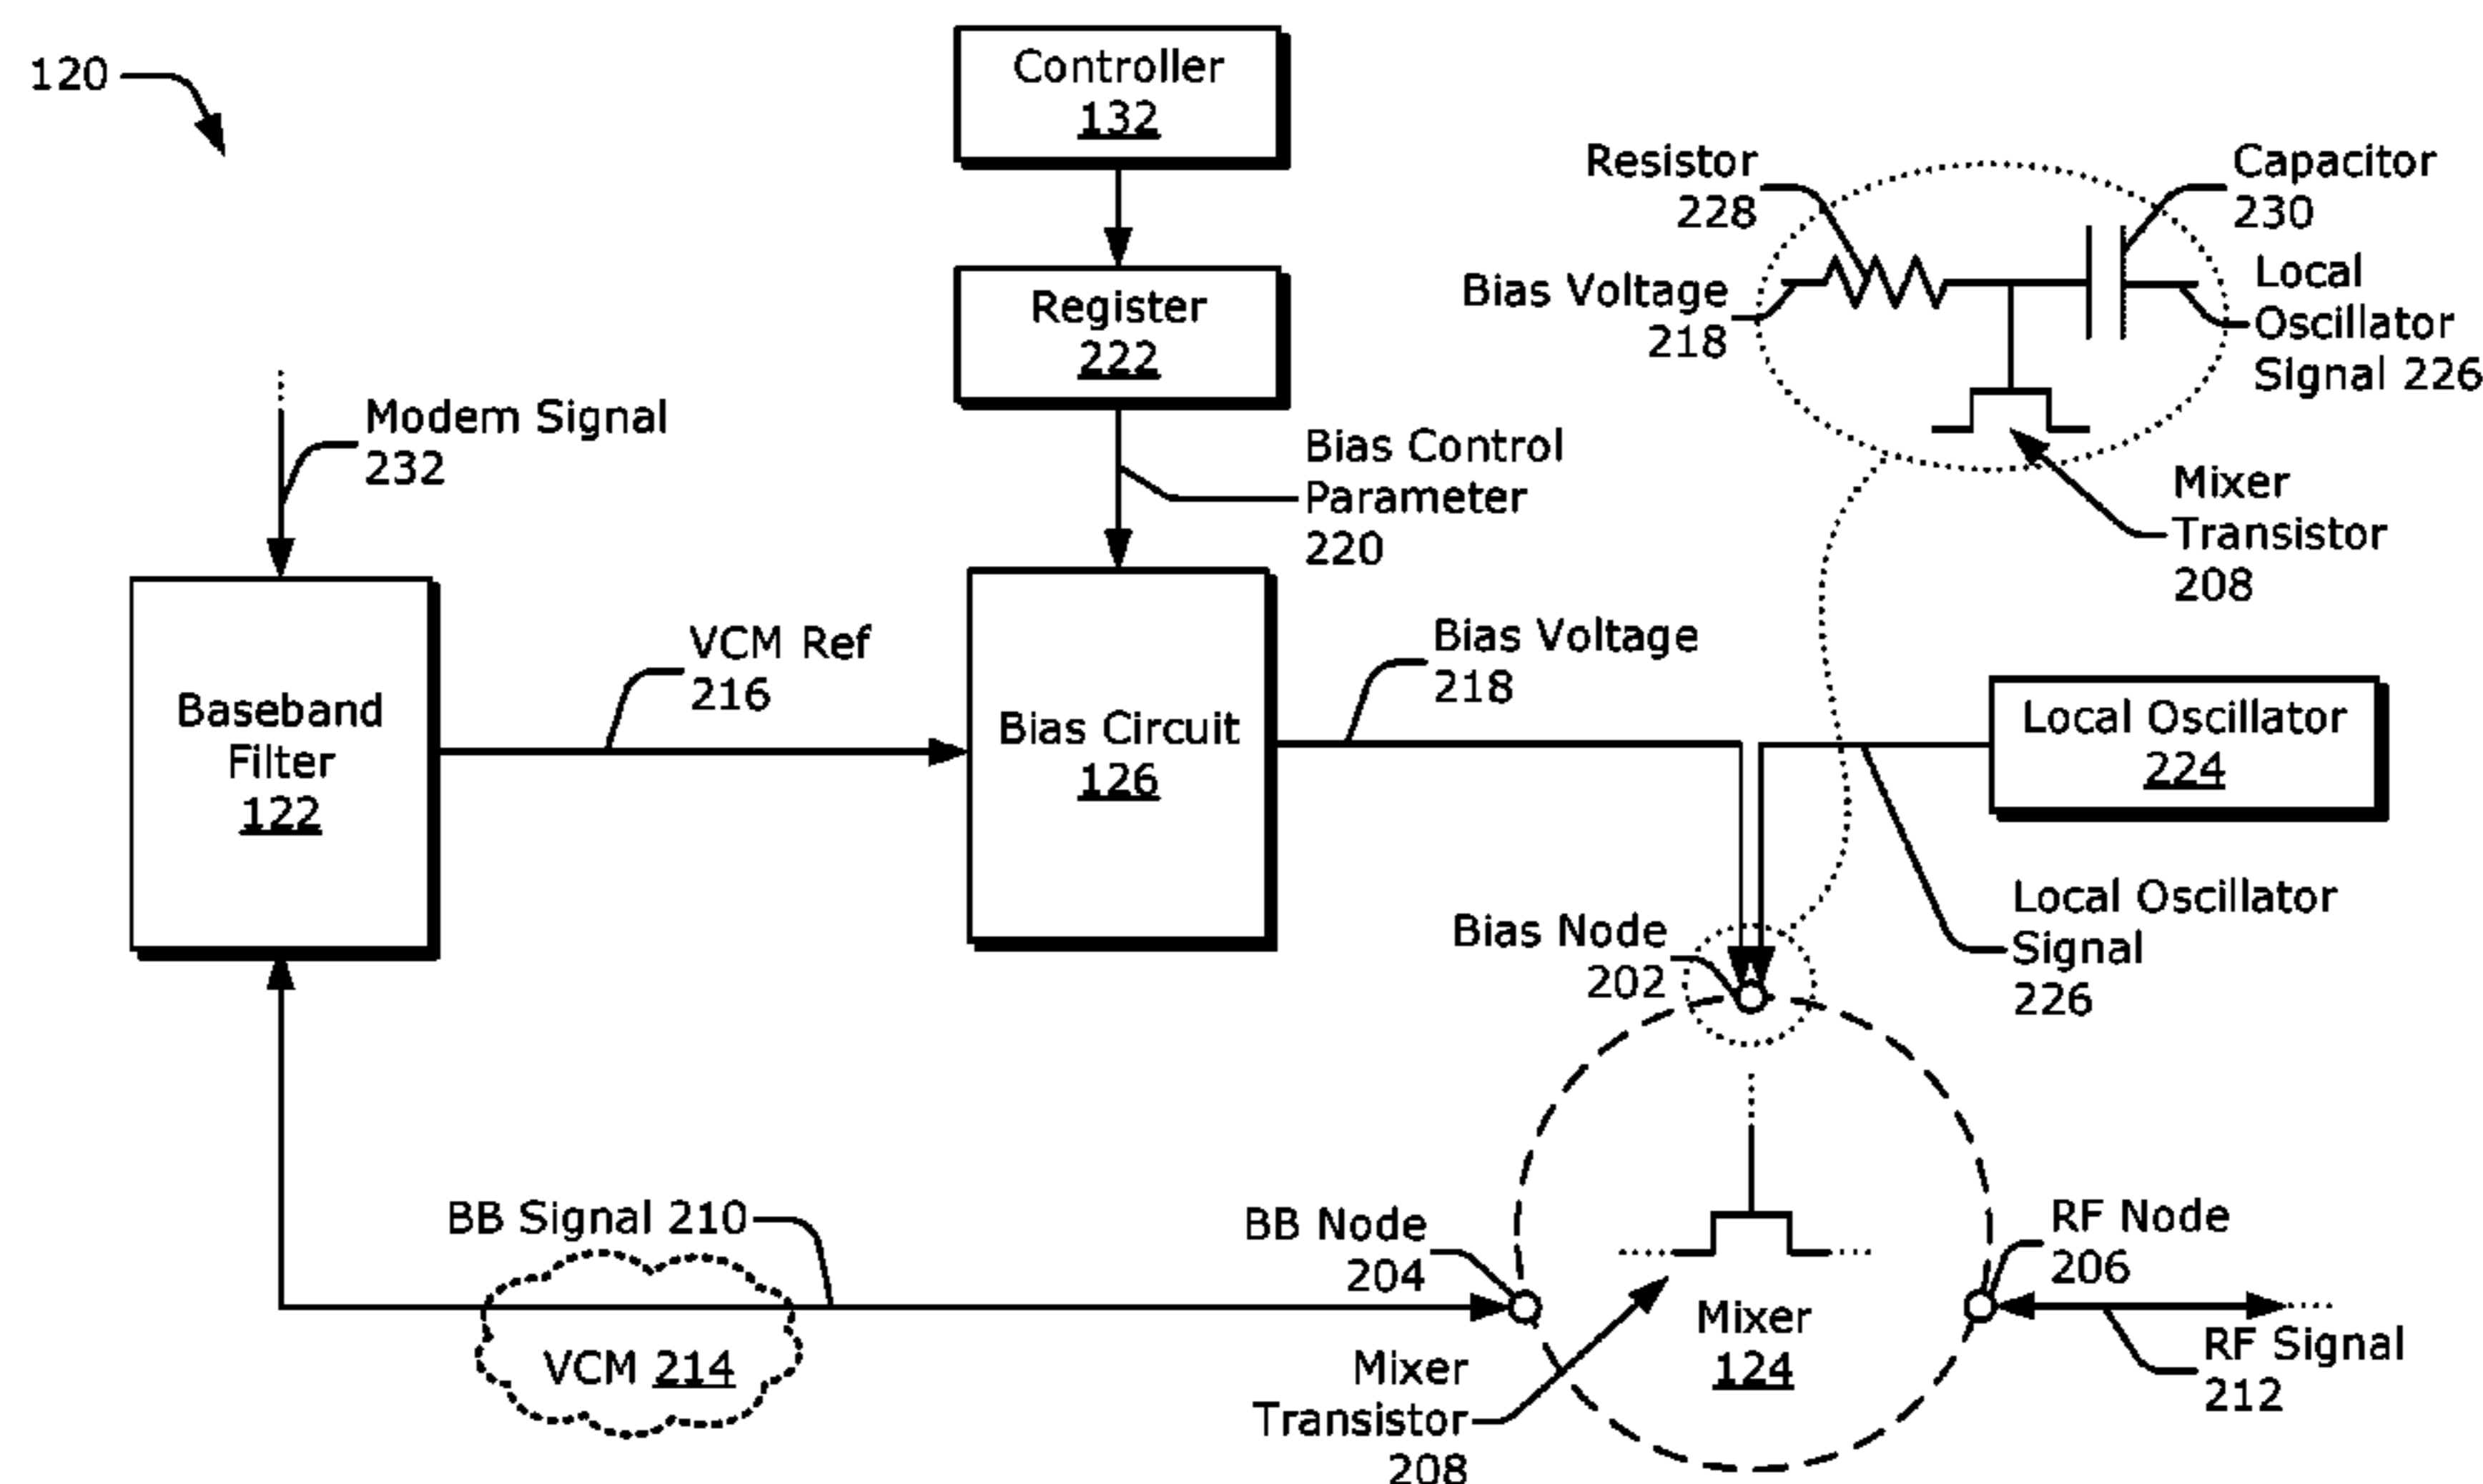 120
Controller
132
Register
222
Resistor
228
Capacitor
230
Bias Voltage
218
Local
Oscillator
Signal 226
Mixer
Transistor
208
Modem Signal
232
Bias Control
Parameter
220
Baseband
Filter
122
VCM Ref
216
Bias Circuit
126
Bias Voltage
218
Local Oscillator
224
Local Oscillator
Signal
226
Bias Node
202
BB Signal 210
VCM 214
BB Node
204
RF Node
206
Mixer
124
Mixer
Transistor
208
RF Signal
212